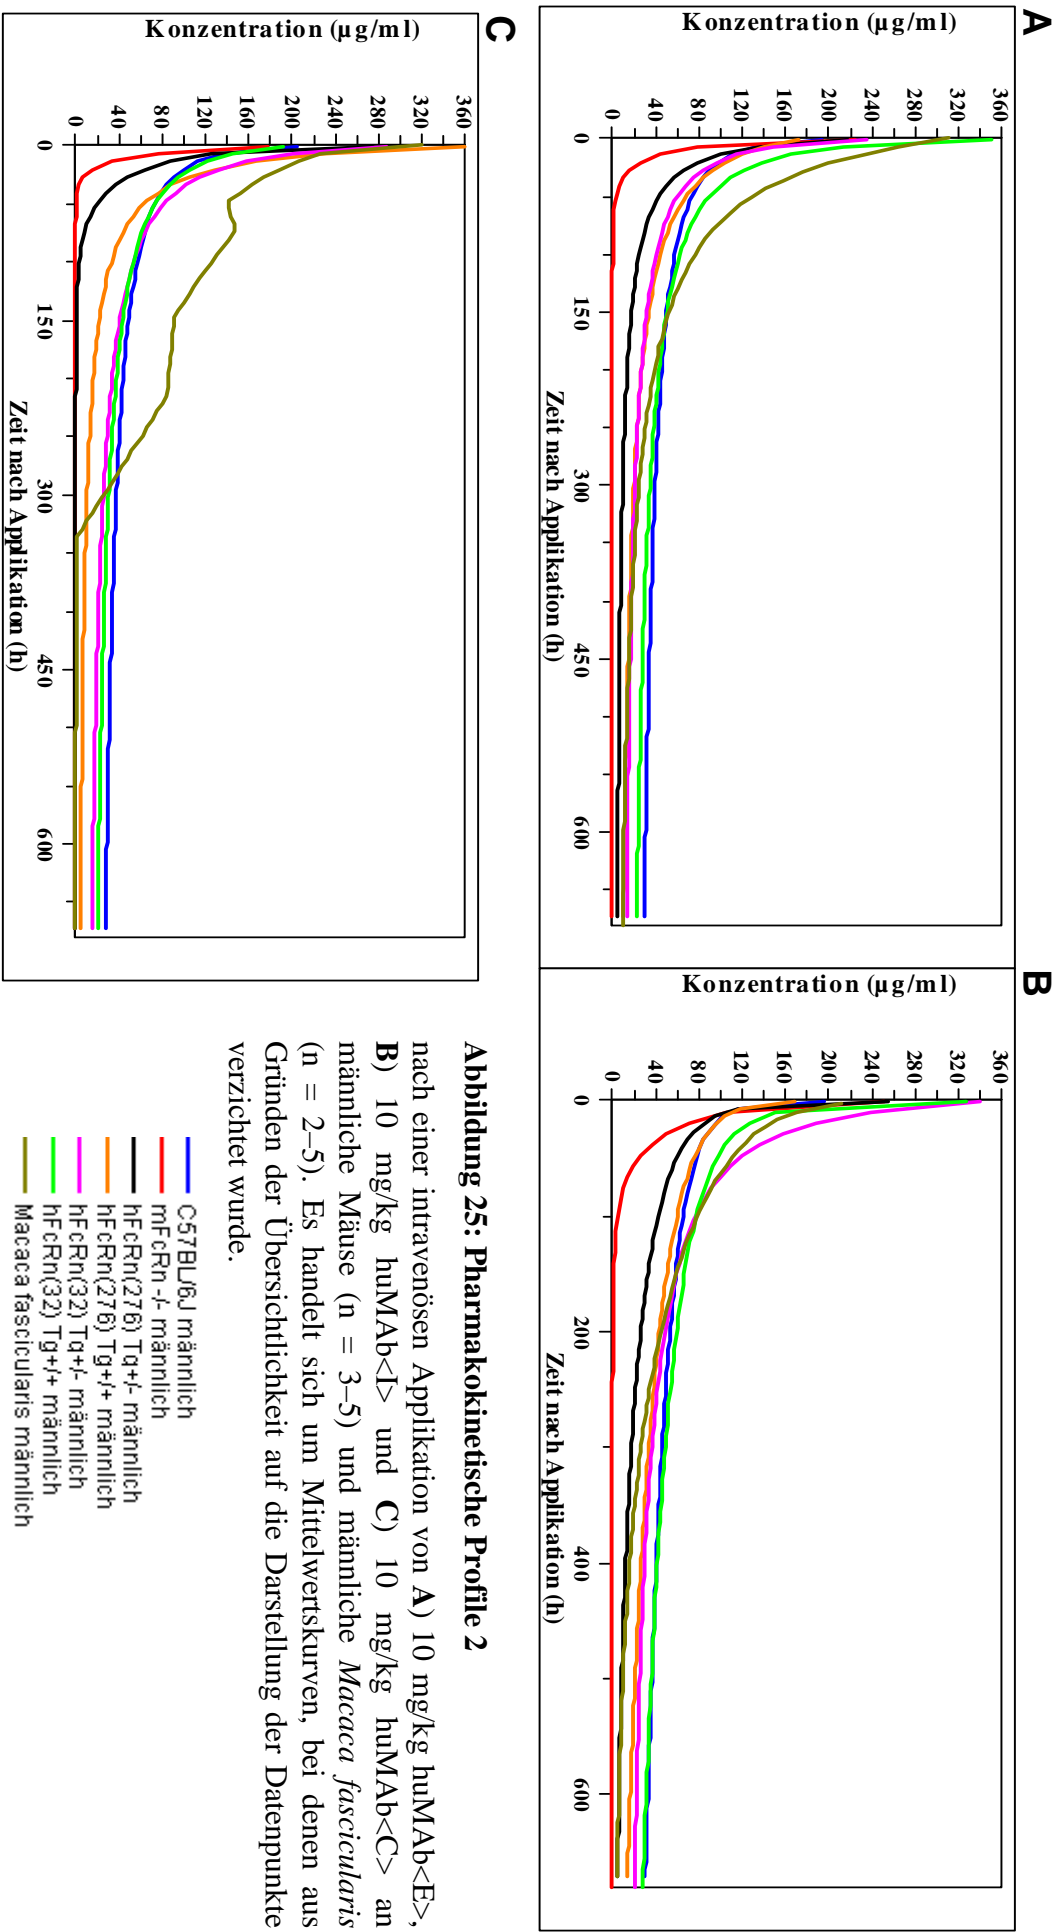 A
Konzentration (µg/ml)
360
320
280
240
200
160
120
80
40
0
0 150 300 450 600
Zeit nach Applikation (h)
B
Konzentration (µg/ml)
360
320
280
240
200
160
120
80
40
0
0 200 400 600
Zeit nach Applikation (h)
C
Konzentration (µg/ml)
360
320
280
240
200
160
120
80
40
0
0 150 300 450 600
Zeit nach Applikation (h)
Abbildung 25: Pharmakokinetische Profile 2
nach einer intravenösen Applikation von A) 10 mg/kg huMAb<E>,
B) 10 mg/kg huMAb<I> und C) 10 mg/kg huMAb<C> an
männliche Mäuse (n = 3–5) und männliche Macaca fascicularis
(n = 2–5). Es handelt sich um Mittelwertskurven, bei denen aus
Gründen der Übersichtlichkeit auf die Darstellung der Datenpunkte
verzichtet wurde.
C57BL/6J männlich
mFcRn -/- männlich
hFcRn(276) Tg+/- männlich
hFcRn(276) Tg+/+ männlich
hFcRn(32) Tg+/- männlich
hFcRn(32) Tg+/+ männlich
Macaca fascicularis männlich